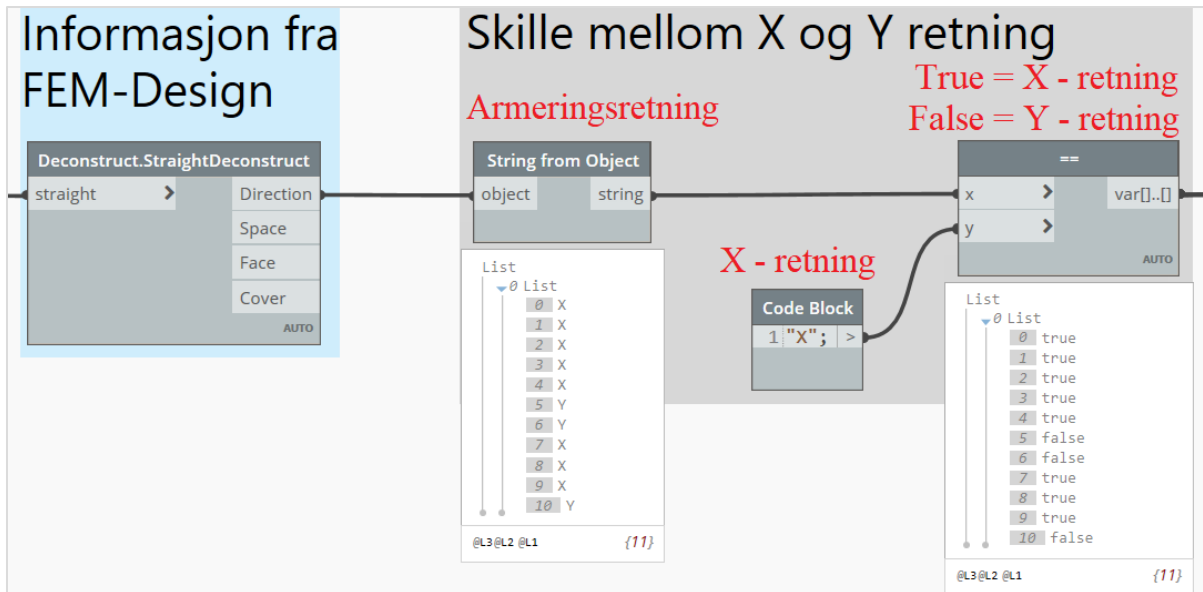 Informasjon fra
FEM-Design
Deconstruct.StraightDeconstruct
straight > Direction
Space
Face
Cover
AUTO
Skille mellom X og Y retning
Armeringsretning
True = X - retning
False = Y - retning
String from Object
object string
List
0 List
0 X
1 X
2 X
3 X
4 X
5 Y
6 Y
7 X
8 X
9 X
10 Y
@L3 @L2 @L1 {11}
X - retning
Code Block
1 "X"; >
==
x > var[]..[]
y >
AUTO
List
0 List
0 true
1 true
2 true
3 true
4 true
5 false
6 false
7 true
8 true
9 true
10 false
@L3 @L2 @L1 {11}